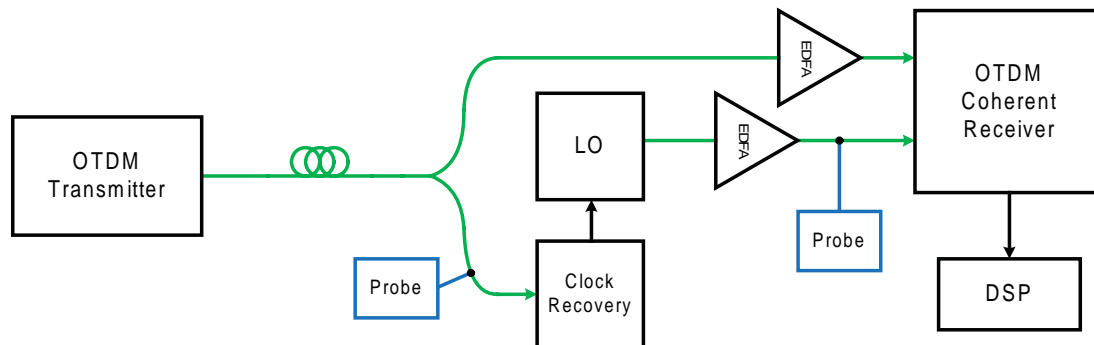 OTDM
Transmitter
Probe
Clock
Recovery
LO
EDFA
EDFA
Probe
OTDM
Coherent
Receiver
DSP